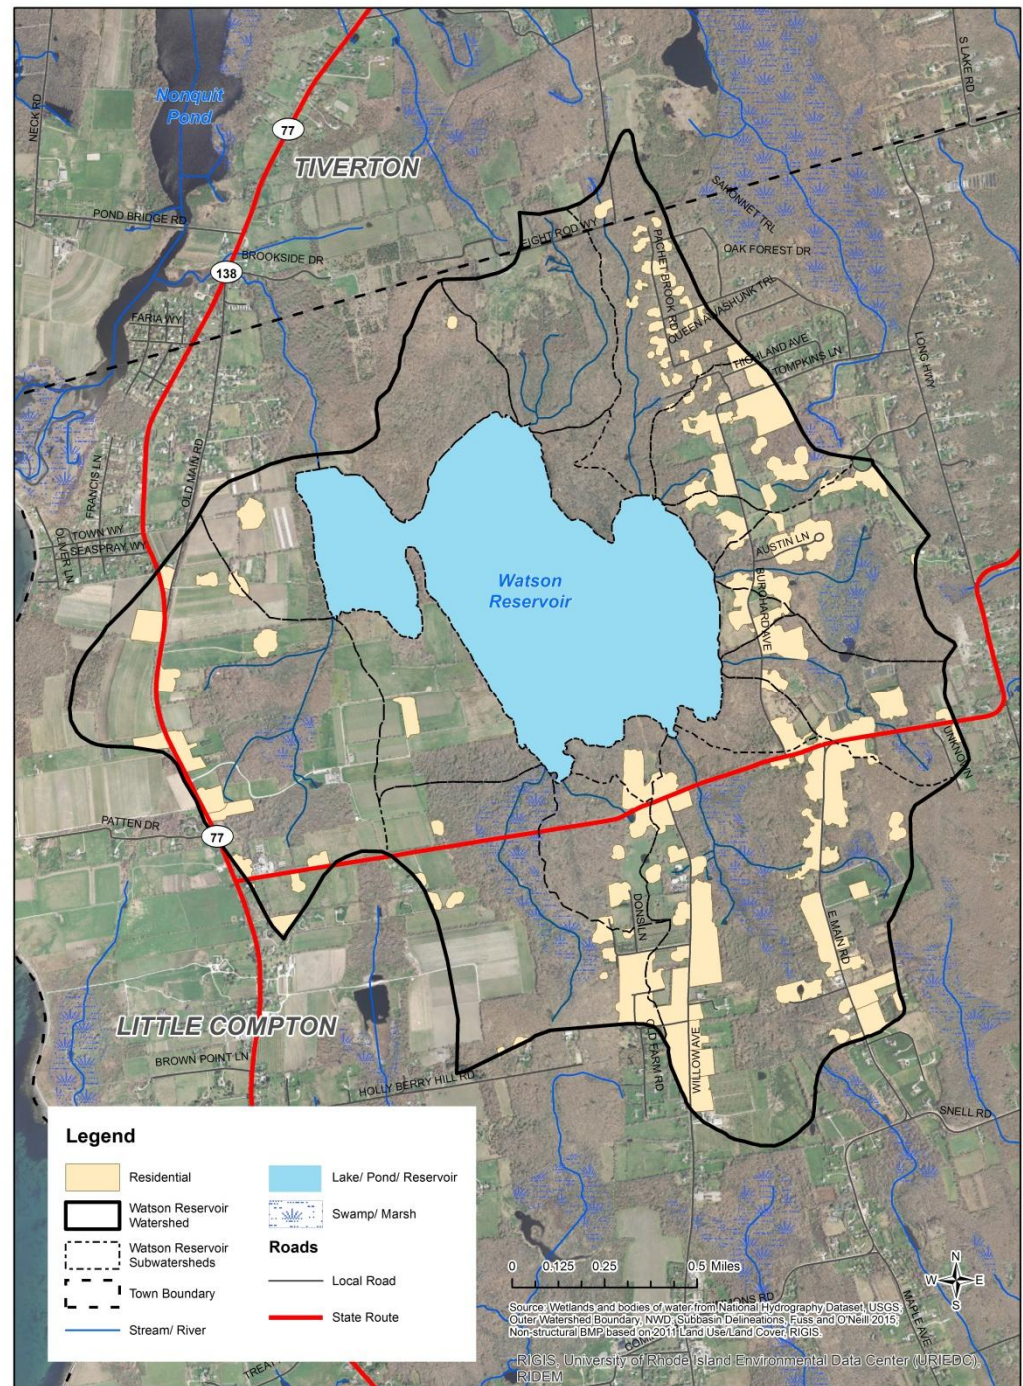 S LAKE RD
NECK RD
Nonquit
Pond
77
TIVERTON
SAKONNET TRL
POND BRIDGE RD
EIGHT ROD WY
PACHET BROOK RD
OAK FOREST DR
BROOKSIDE DR
138
QUEEN AWASHUNK TRL
FARIA WY
HIGHLAND AVE
LONG HWY
TOMPKINS LN
OLD MAIN RD
FRANCIS LN
TOWN WY
OLIVER LN
SEASPRAY WY
AUSTIN LN
Watson
Reservoir
BURCHARD AVE
UNKNOWN
PATTEN DR
77
DONSI LN
E MAIN RD
LITTLE COMPTON
BROWN POINT LN
OLD FARM RD
WILLOW AVE
HOLLY BERRY HILL RD
SNELL RD
Legend
Residential
Lake/ Pond/ Reservoir
Watson Reservoir
Watershed
Swamp/ Marsh
Watson Reservoir
Subwatersheds
Roads
Town Boundary
Local Road
Stream/ River
State Route
0 0.125 0.25 0.5 Miles
N
W E
S
MAPLE AVE
Source: Wetlands and bodies of water from National Hydrography Dataset, USGS;
Outer Watershed Boundary, NWD; Subbasin Delineations, Fuss and O'Neill 2015;
Non-structural BMP based on 2011 Land Use/Land Cover, RIGIS.
RIGIS, University of Rhode Island Environmental Data Center (URIEDC),
RIDEM